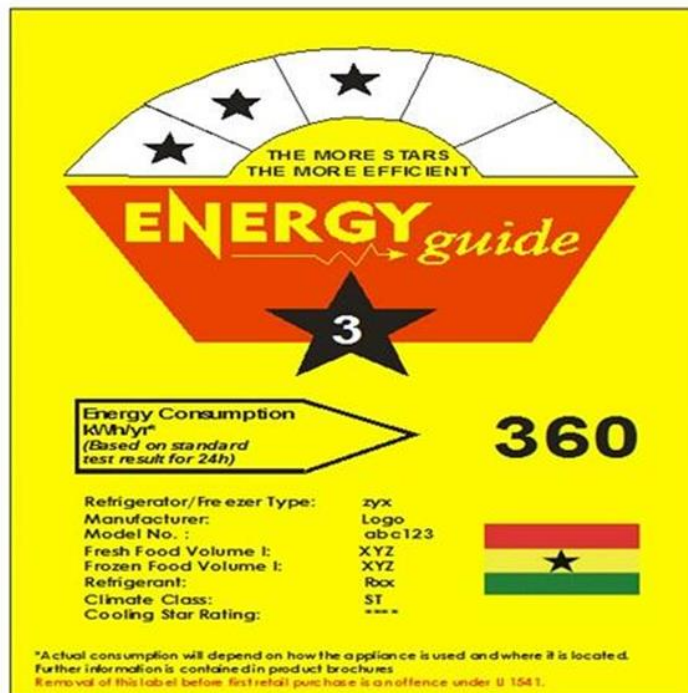 THE MORE STARS
THE MORE EFFICIENT
ENERGY guide
3
Energy Consumption
kWh/yr*
(Based on standard
test result for 24h)
360
Refrigerator/Freezer Type: zyx
Manufacturer: Logo
Model No. : abc123
Fresh Food Volume l: XYZ
Frozen Food Volume l: XYZ
Refrigerant: Rxx
Climate Class: ST
Cooling Star Rating: ****
*Actual consumption will depend on how the appliance is used and where it is located.
Further information is contained in product brochures
Removal of this label before first retail purchase is an offence under LI 1541.